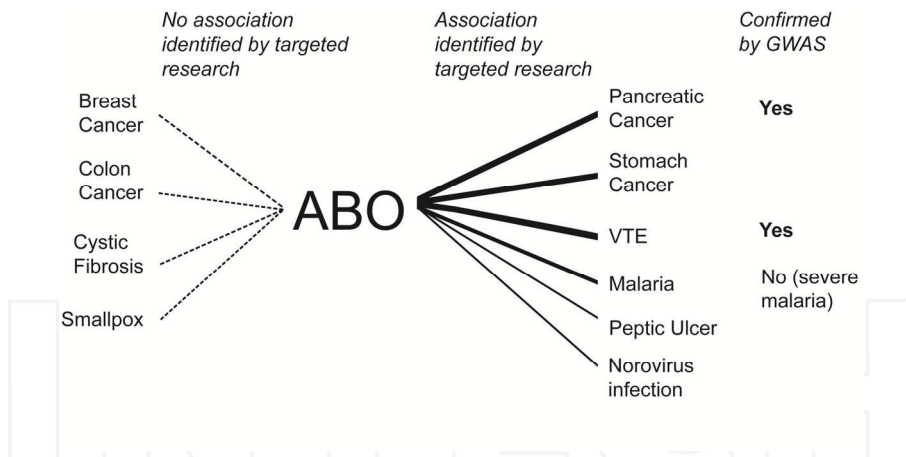 No association
identified by targeted
research
Association
identified by
targeted research
Confirmed
by GWAS
Breast
Cancer
Colon
Cancer
Cystic
Fibrosis
Smallpox
ABO
Pancreatic
Cancer
Yes
Stomach
Cancer
VTE
Yes
Malaria
No (severe
malaria)
Peptic Ulcer
Norovirus
infection